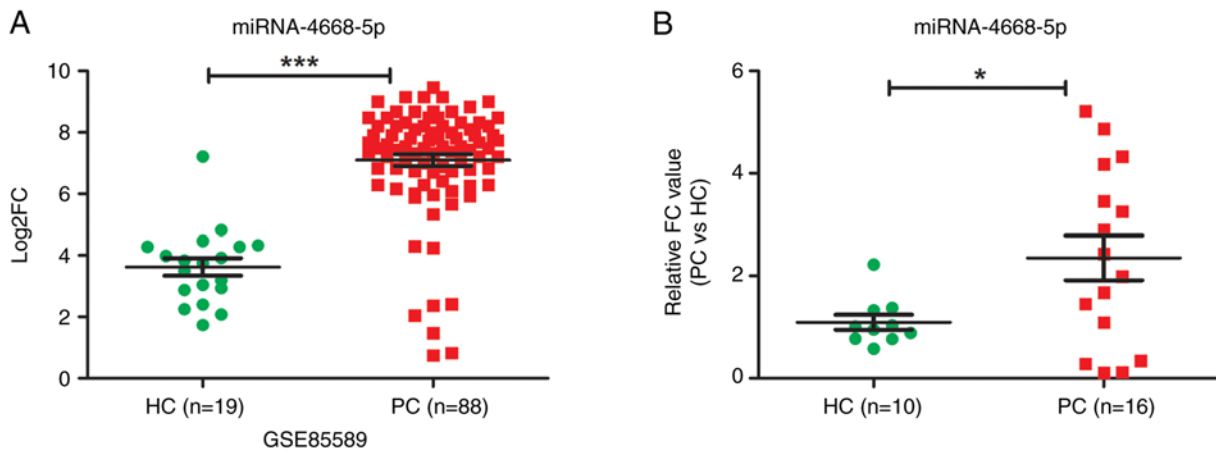 A
miRNA-4668-5p
***
10
8
6
4
2
0
Log2FC
HC (n=19)
PC (n=88)
GSE85589
B
miRNA-4668-5p
*
6
4
2
0
Relative FC value
(PC vs HC)
HC (n=10)
PC (n=16)